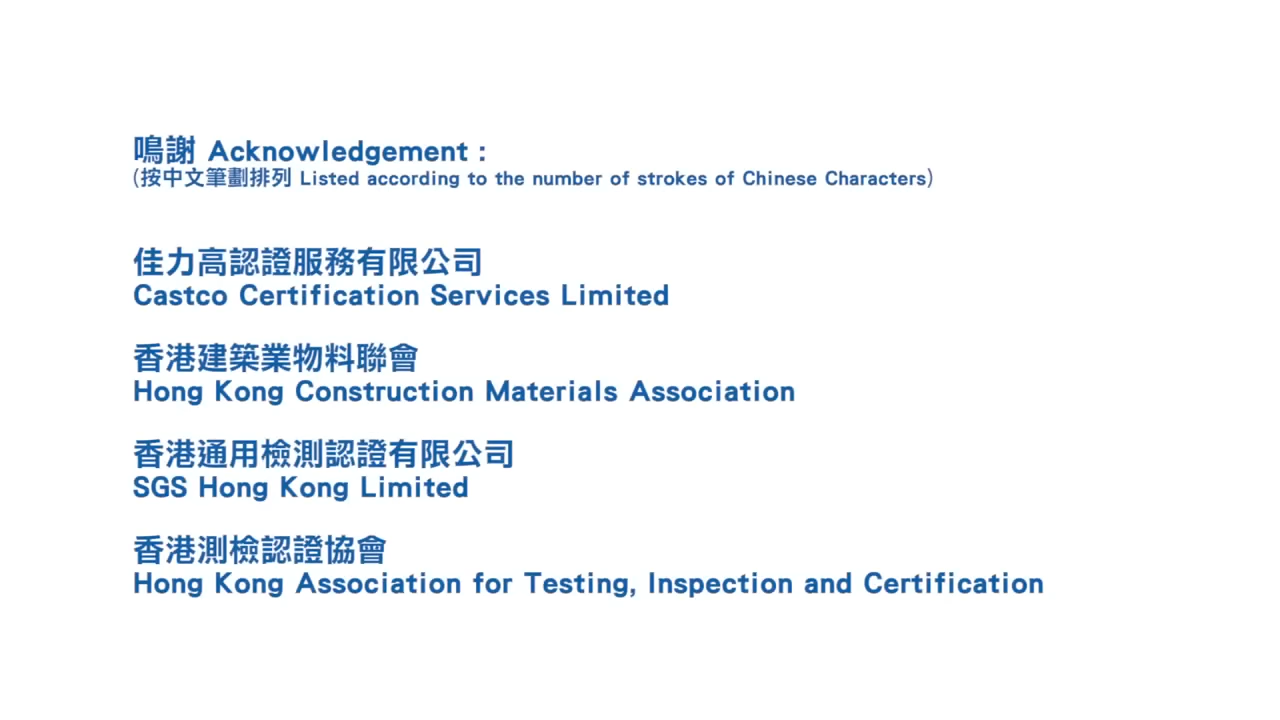 鳴謝 Acknowledgement :
(按中文筆劃排列 Listed according to the number of strokes of Chinese Characters)
佳力高認證服務有限公司
Castco Certification Services Limited
香港建築業物料聯會
Hong Kong Construction Materials Association
香港通用檢測認證有限公司
SGS Hong Kong Limited
香港測檢認證協會
Hong Kong Association for Testing, Inspection and Certification